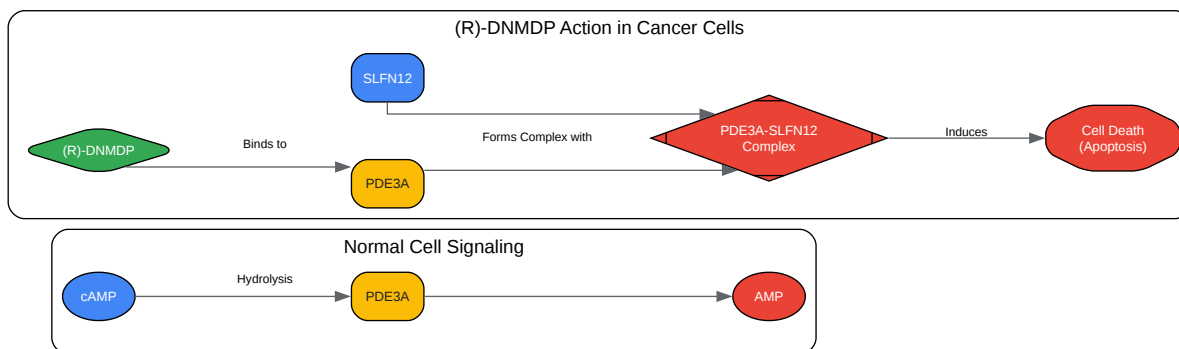 (R)-DNMDP Action in Cancer Cells
SLFN12
(R)-DNMDP
Binds to
PDE3A
Forms Complex with
PDE3A-SLFN12
Complex
Induces
Cell Death
(Apoptosis)
Normal Cell Signaling
cAMP
Hydrolysis
PDE3A
AMP